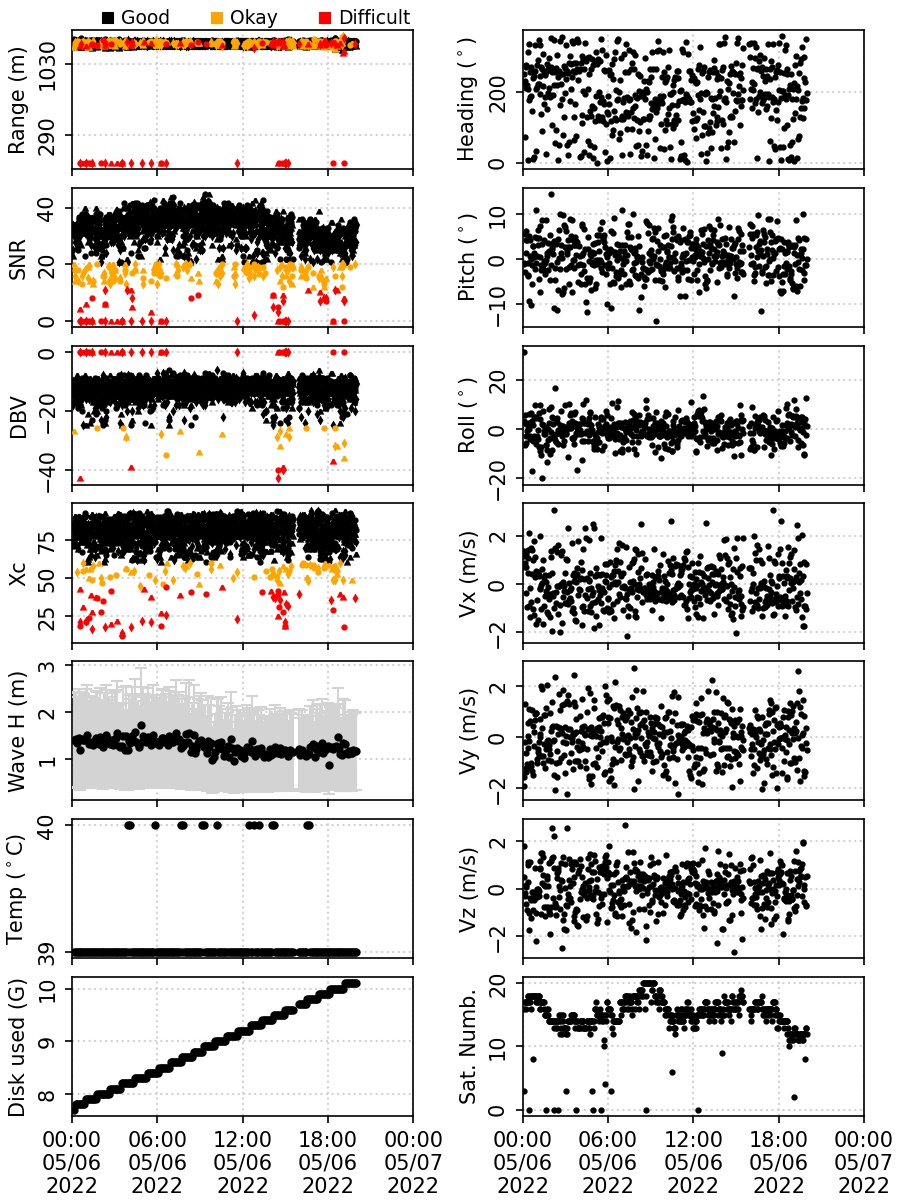 Good Okay Difficult
Range (m)
1030
290
Heading (°)
200
0
SNR
40
20
0
Pitch (°)
10
0
−10
DBV
0
−20
−40
Roll (°)
20
0
−20
Xc
75
50
25
Vx (m/s)
2
0
−2
Wave H (m)
3
2
1
Vy (m/s)
2
0
−2
Temp (°C)
40
39
Vz (m/s)
2
0
−2
Disk used (G)
10
9
8
Sat. Numb.
20
10
0
00:00 06:00 12:00 18:00 00:00 00:00 06:00 12:00 18:00 00:00
05/06 05/06 05/06 05/06 05/07 05/06 05/06 05/06 05/06 05/07
2022 2022 2022 2022 2022 2022 2022 2022 2022 2022